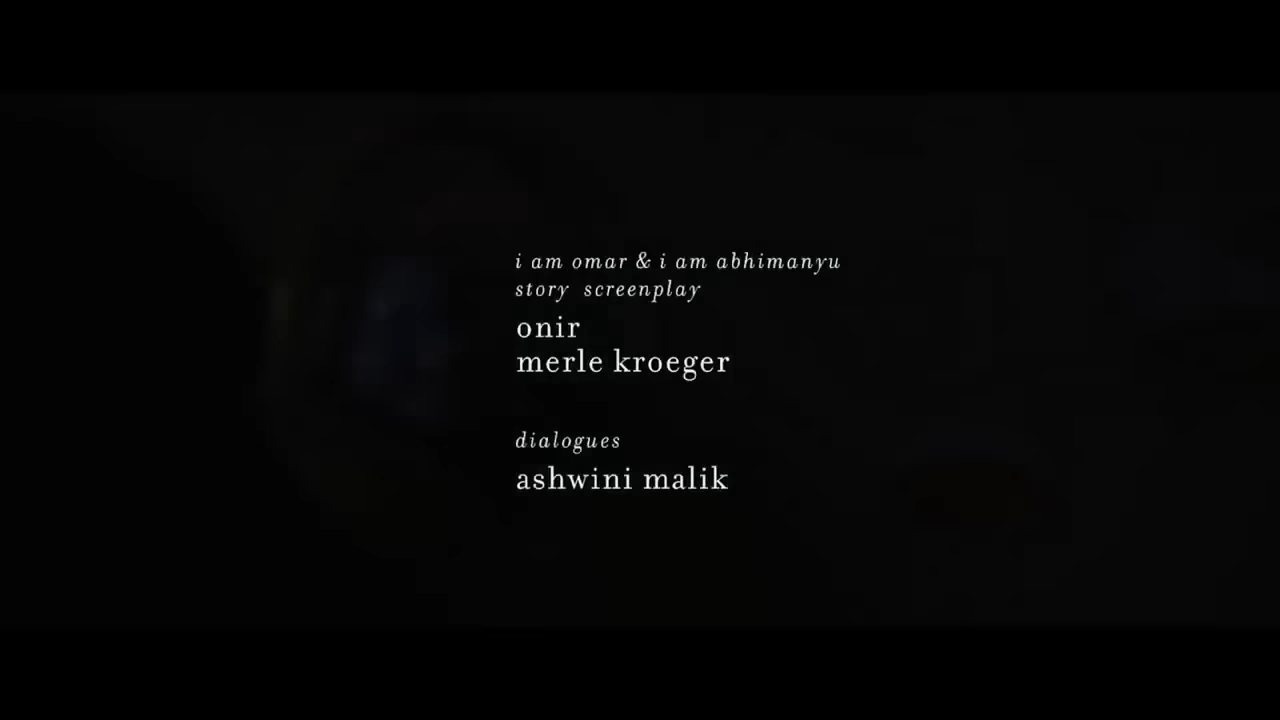 i am omar & i am abhimanyu
story screenplay
onir
merle kroeger
dialogues
ashwini malik